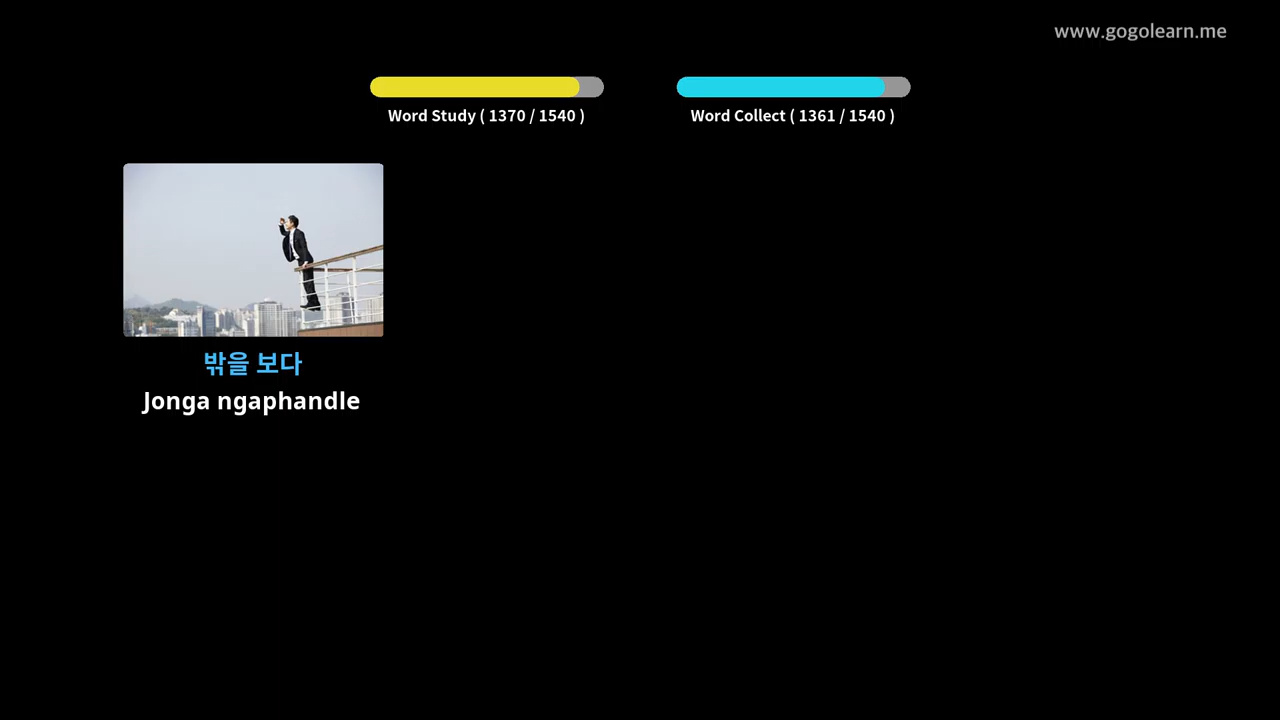 www.gogolearn.me
Word Study ( 1370 / 1540 )
Word Collect ( 1361 / 1540 )
밖을 보다
Jonga ngaphandle